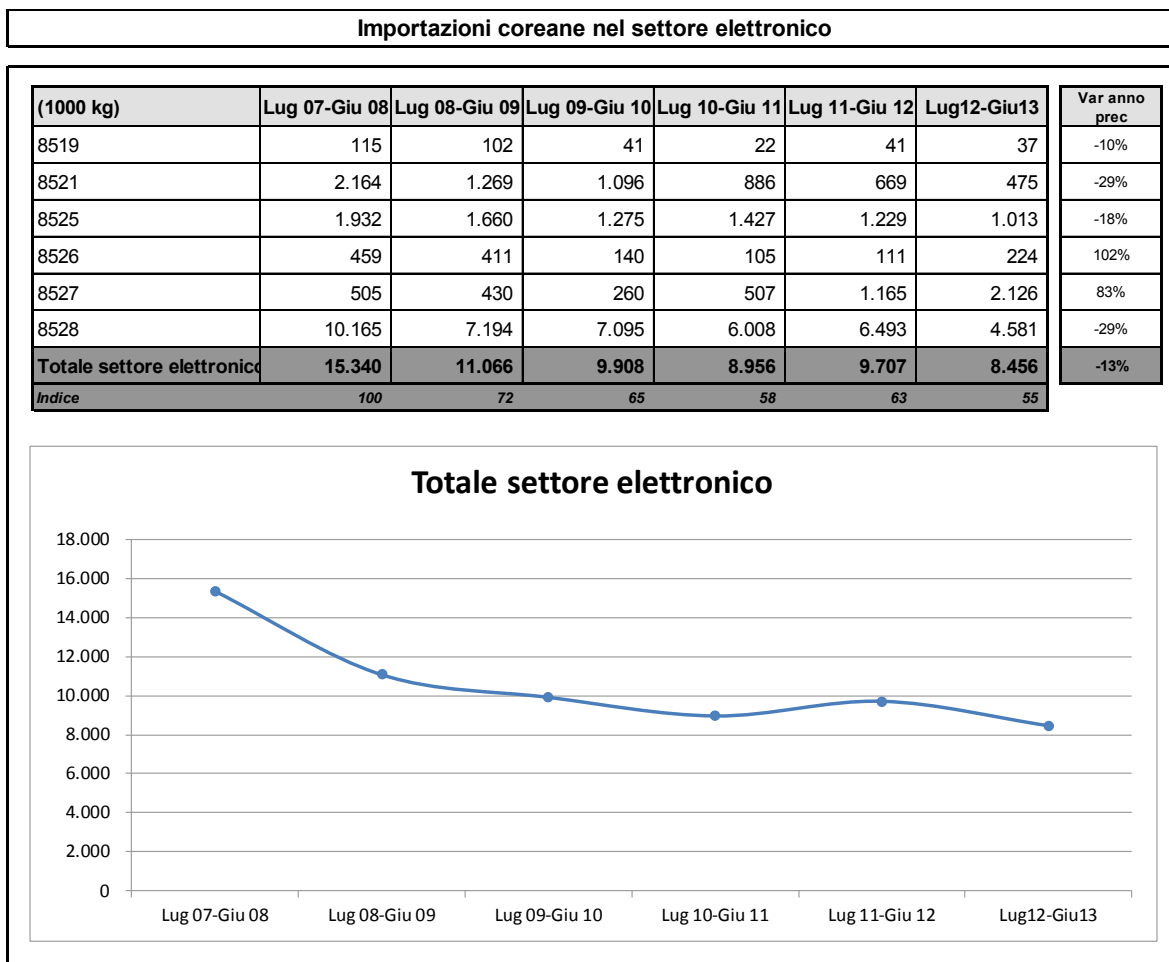 Importazioni coreane nel settore elettronico
(1000 kg) Lug 07-Giu 08 Lug 08-Giu 09 Lug 09-Giu 10 Lug 10-Giu 11 Lug 11-Giu 12 Lug12-Giu13 Var anno prec
8519 115 102 41 22 41 37 -10%
8521 2.164 1.269 1.096 886 669 475 -29%
8525 1.932 1.660 1.275 1.427 1.229 1.013 -18%
8526 459 411 140 105 111 224 102%
8527 505 430 260 507 1.165 2.126 83%
8528 10.165 7.194 7.095 6.008 6.493 4.581 -29%
Totale settore elettronico 15.340 11.066 9.908 8.956 9.707 8.456 -13%
Indice 100 72 65 58 63 55
Totale settore elettronico
18.000
16.000
14.000
12.000
10.000
8.000
6.000
4.000
2.000
0
Lug 07-Giu 08 Lug 08-Giu 09 Lug 09-Giu 10 Lug 10-Giu 11 Lug 11-Giu 12 Lug12-Giu13